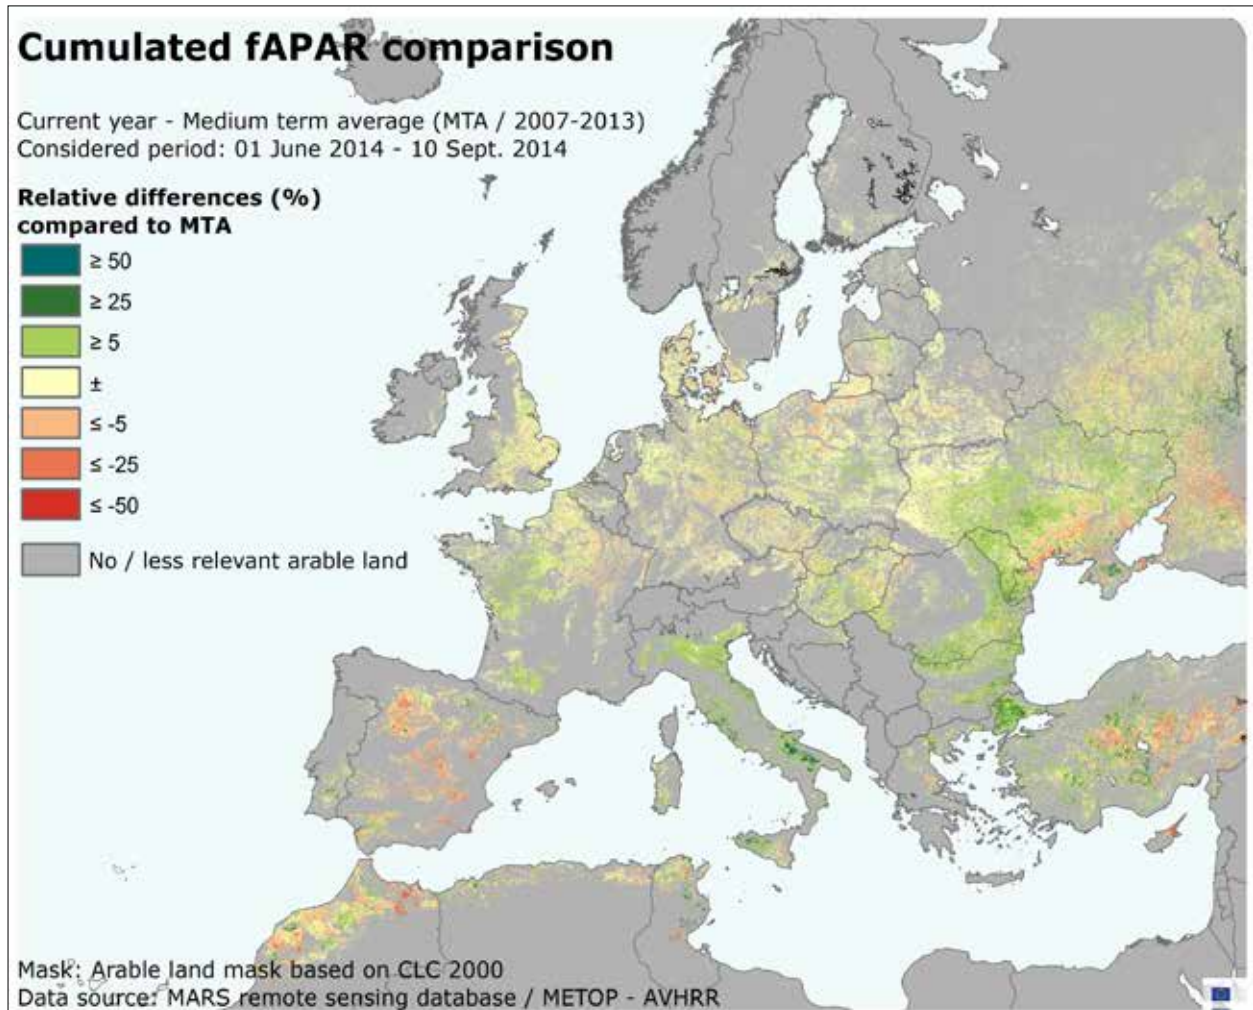 Cumulated fAPAR comparison
Current year - Medium term average (MTA / 2007-2013)
Considered period: 01 June 2014 - 10 Sept. 2014
Relative differences (%)
compared to MTA
≥ 50
≥ 25
≥ 5
±
≤ -5
≤ -25
≤ -50
No / less relevant arable land
Mask: Arable land mask based on CLC 2000
Data source: MARS remote sensing database / METOP - AVHRR